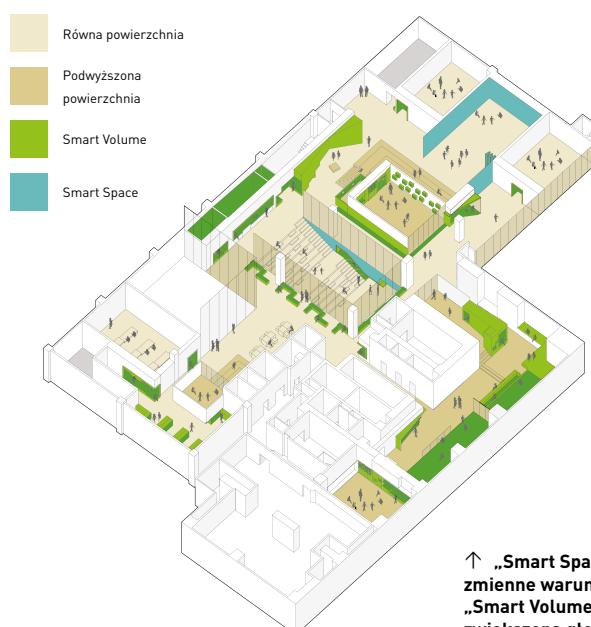 Równa powierzchnia
Podwyższona
powierzchnia
Smart Volume
Smart Space
↑ „Smart Spa
zmienne warun
„Smart Volume